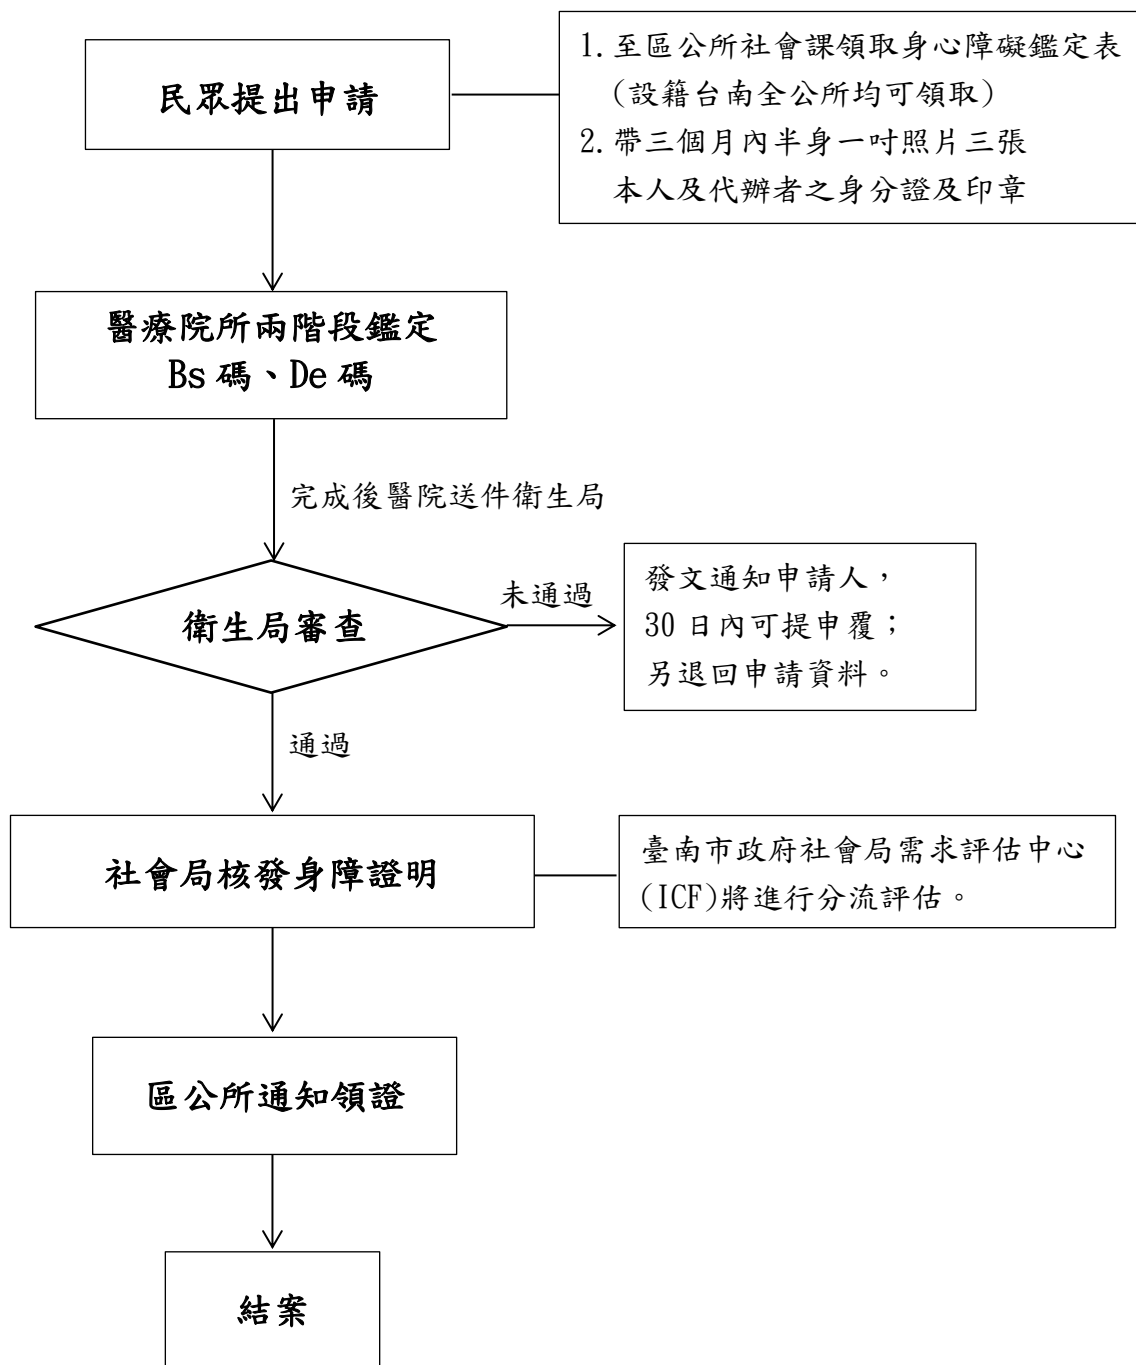 民眾提出申請
1.至區公所社會課領取身心障礙鑑定表
(設籍台南全公所均可領取)
2.帶三個月內半身一吋照片三張
本人及代辦者之身分證及印章
醫療院所兩階段鑑定
Bs 碼、De 碼
完成後醫院送件衛生局
衛生局審查
未通過
發文通知申請人，
30 日內可提申覆；
另退回申請資料。
通過
社會局核發身障證明
臺南市政府社會局需求評估中心
(ICF)將進行分流評估。
區公所通知領證
結案